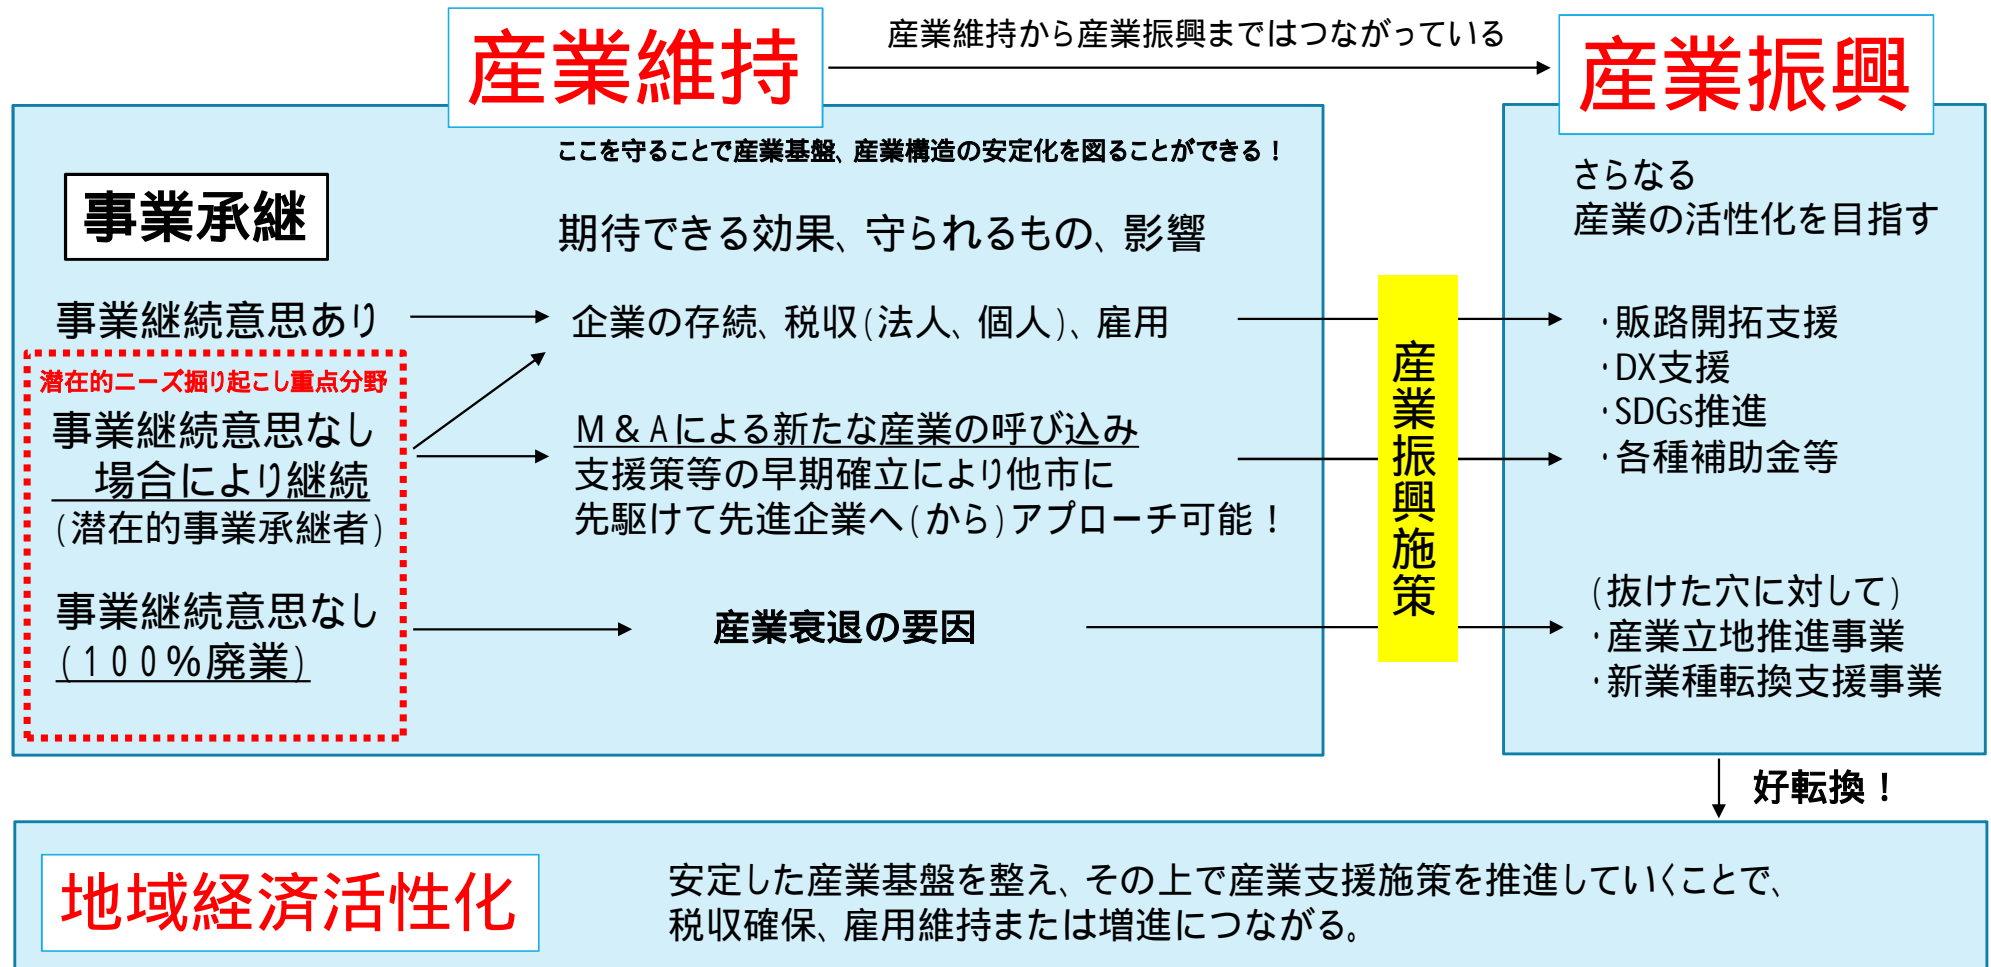 産業維持
産業維持から産業振興まではつながっている
産業振興
ここを守ることで産業基盤、産業構造の安定化を図ることができる！
事業承継
期待できる効果、守られるもの、影響
事業継続意思あり
企業の存続、税収(法人、個人)、雇用
潜在的ニーズ掘り起こし重点分野
事業継続意思なし
場合により継続
(潜在的事業承継者)
M＆Aによる新たな産業の呼び込み
支援策等の早期確立により他市に
先駆けて先進企業へ(から)アプローチ可能！
事業継続意思なし
(100%廃業)
産業衰退の要因
産業振興施策
さらなる
産業の活性化を目指す
・販路開拓支援
・DX支援
・SDGs推進
・各種補助金等
(抜けた穴に対して)
・産業立地推進事業
・新業種転換支援事業
好転換！
地域経済活性化
安定した産業基盤を整え、その上で産業支援施策を推進していくことで、
税収確保、雇用維持または増進につながる。